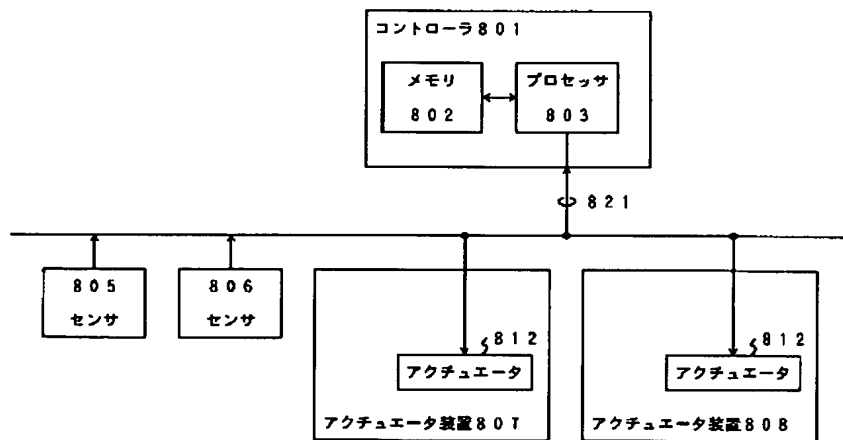 コントローラ801
メモリ
802
プロセッサ
803
821
805
センサ
806
センサ
812
アクチュエータ
アクチュエータ装置807
812
アクチュエータ
アクチュエータ装置808